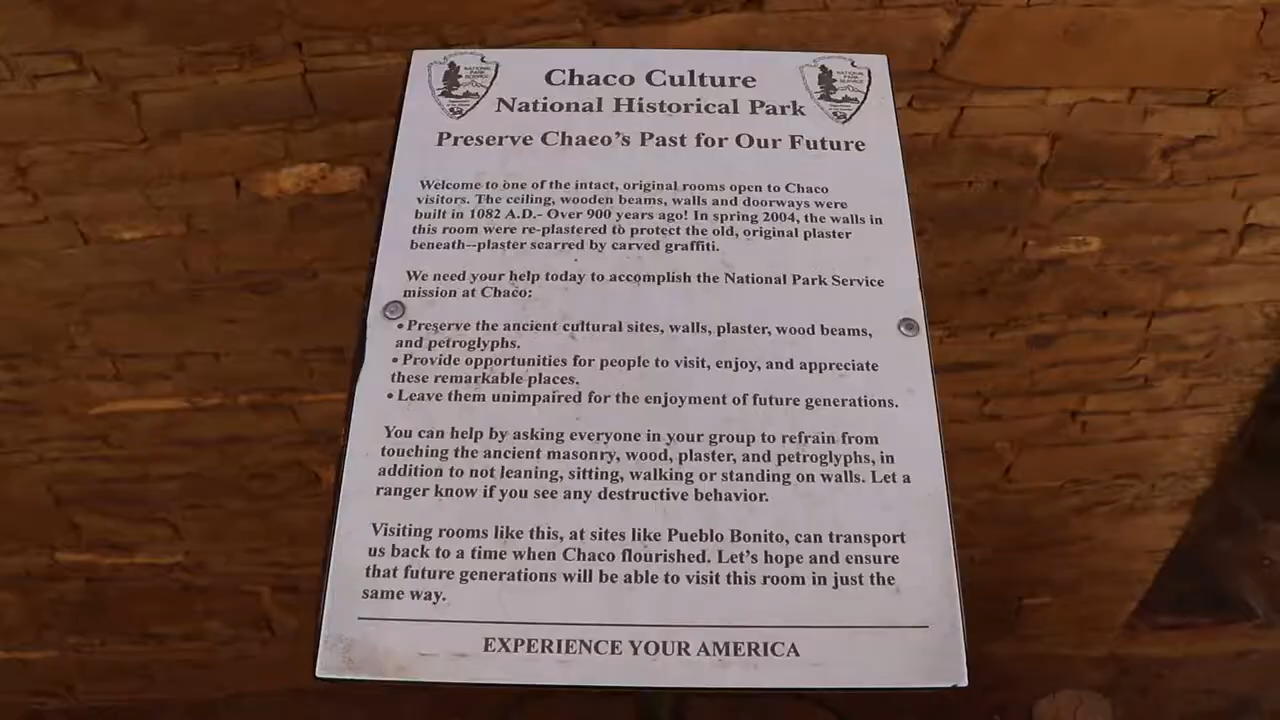 NATIONAL
PARK
SERVICE
NATIONAL
PARK
SERVICE
Chaco Culture
National Historical Park
Preserve Chaco's Past for Our Future
Welcome to one of the intact, original rooms open to Chaco
visitors. The ceiling, wooden beams, walls and doorways were
built in 1082 A.D.- Over 900 years ago! In spring 2004, the walls in
this room were re-plastered to protect the old, original plaster
beneath--plaster scarred by carved graffiti.
We need your help today to accomplish the National Park Service
mission at Chaco:
• Preserve the ancient cultural sites, walls, plaster, wood beams,
and petroglyphs.
• Provide opportunities for people to visit, enjoy, and appreciate
these remarkable places.
• Leave them unimpaired for the enjoyment of future generations.
You can help by asking everyone in your group to refrain from
touching the ancient masonry, wood, plaster, and petroglyphs, in
addition to not leaning, sitting, walking or standing on walls. Let a
ranger know if you see any destructive behavior.
Visiting rooms like this, at sites like Pueblo Bonito, can transport
us back to a time when Chaco flourished. Let's hope and ensure
that future generations will be able to visit this room in just the
same way.
EXPERIENCE YOUR AMERICA